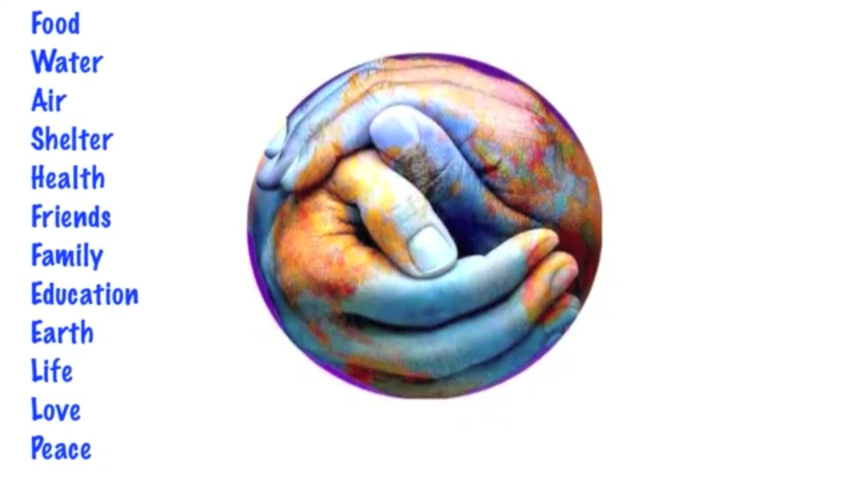 Food
Water
Air
Shelter
Health
Friends
Family
Education
Earth
Life
Love
Peace